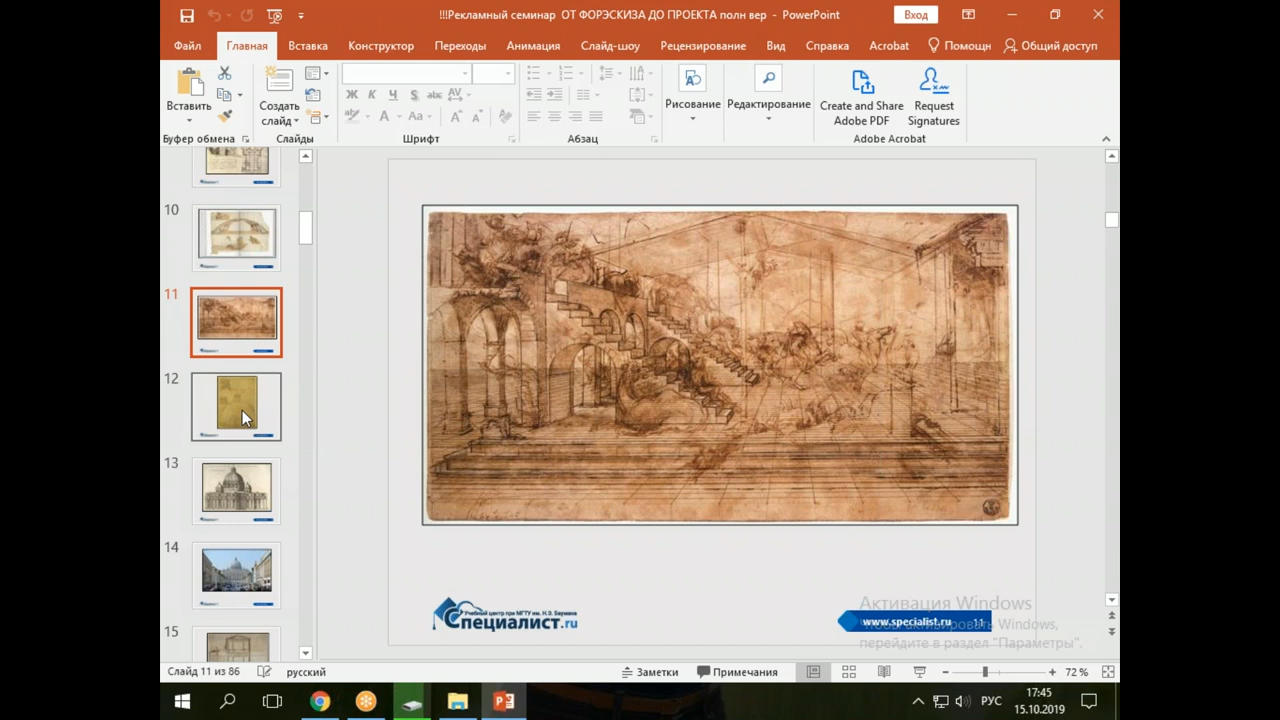 !!!Рекламный семинар ОТ ФОРЭСКИЗА ДО ПРОЕКТА полн вер - PowerPoint
Вход
Файл Главная Вставка Конструктор Переходы Анимация Слайд-шоу Рецензирование Вид Справка Acrobat Помощн Общий доступ
Вставить
Создать слайд
Ж К Ч S abc AV
A Aa A A
Рисование
Редактирование
Create and Share Adobe PDF
Request Signatures
Буфер обмена Слайды Шрифт Абзац Adobe Acrobat
10
11
12
13
14
15
Учебный центр при МГТУ им. Н.Э. Баумана
Специалист.ru
www.specialist.ru 11
Активация Windows
Чтобы активировать Windows,
перейдите в раздел "Параметры".
Слайд 11 из 86 русский Заметки Примечания 72 %
РУС
17:45
15.10.2019